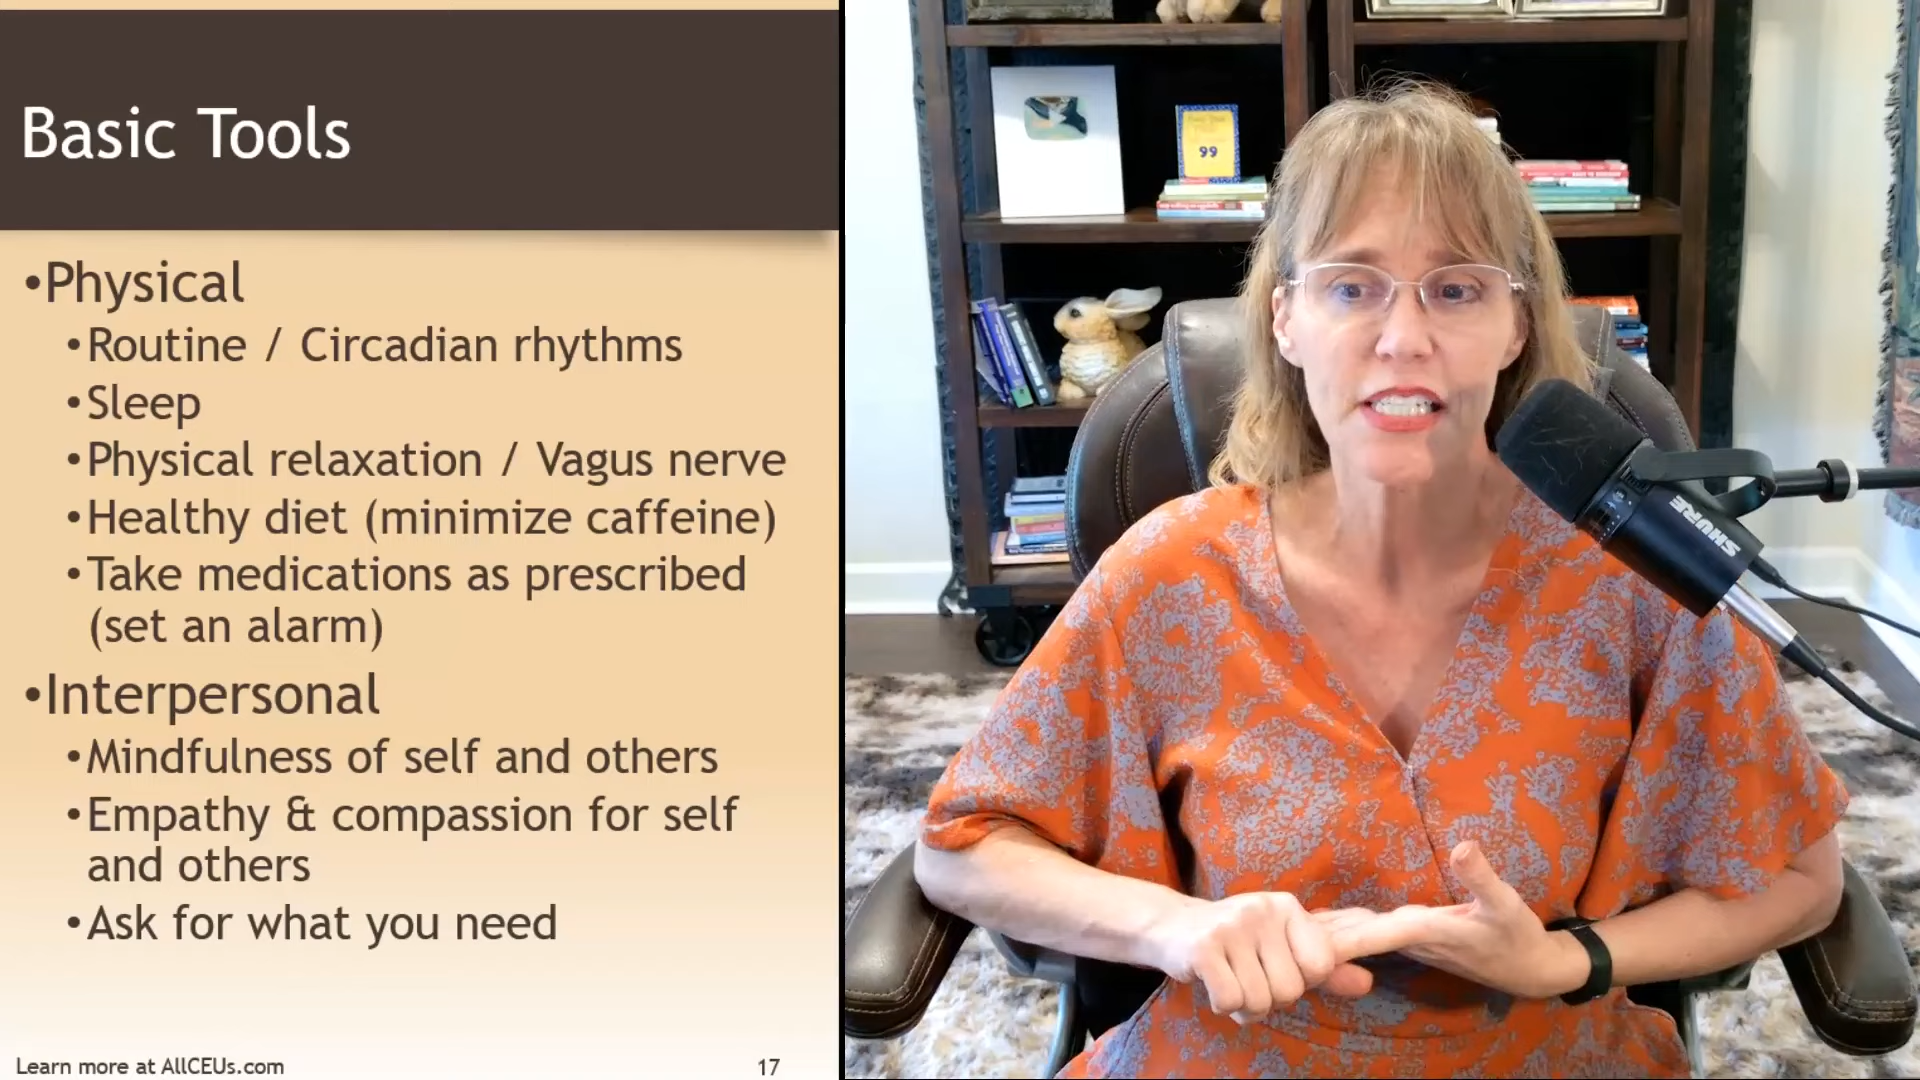 Basic Tools
•Physical
•Routine / Circadian rhythms
•Sleep
•Physical relaxation / Vagus nerve
•Healthy diet (minimize caffeine)
•Take medications as prescribed
(set an alarm)
•Interpersonal
•Mindfulness of self and others
•Empathy & compassion for self
and others
•Ask for what you need
Learn more at AllCEUs.com
17
99
SHURE